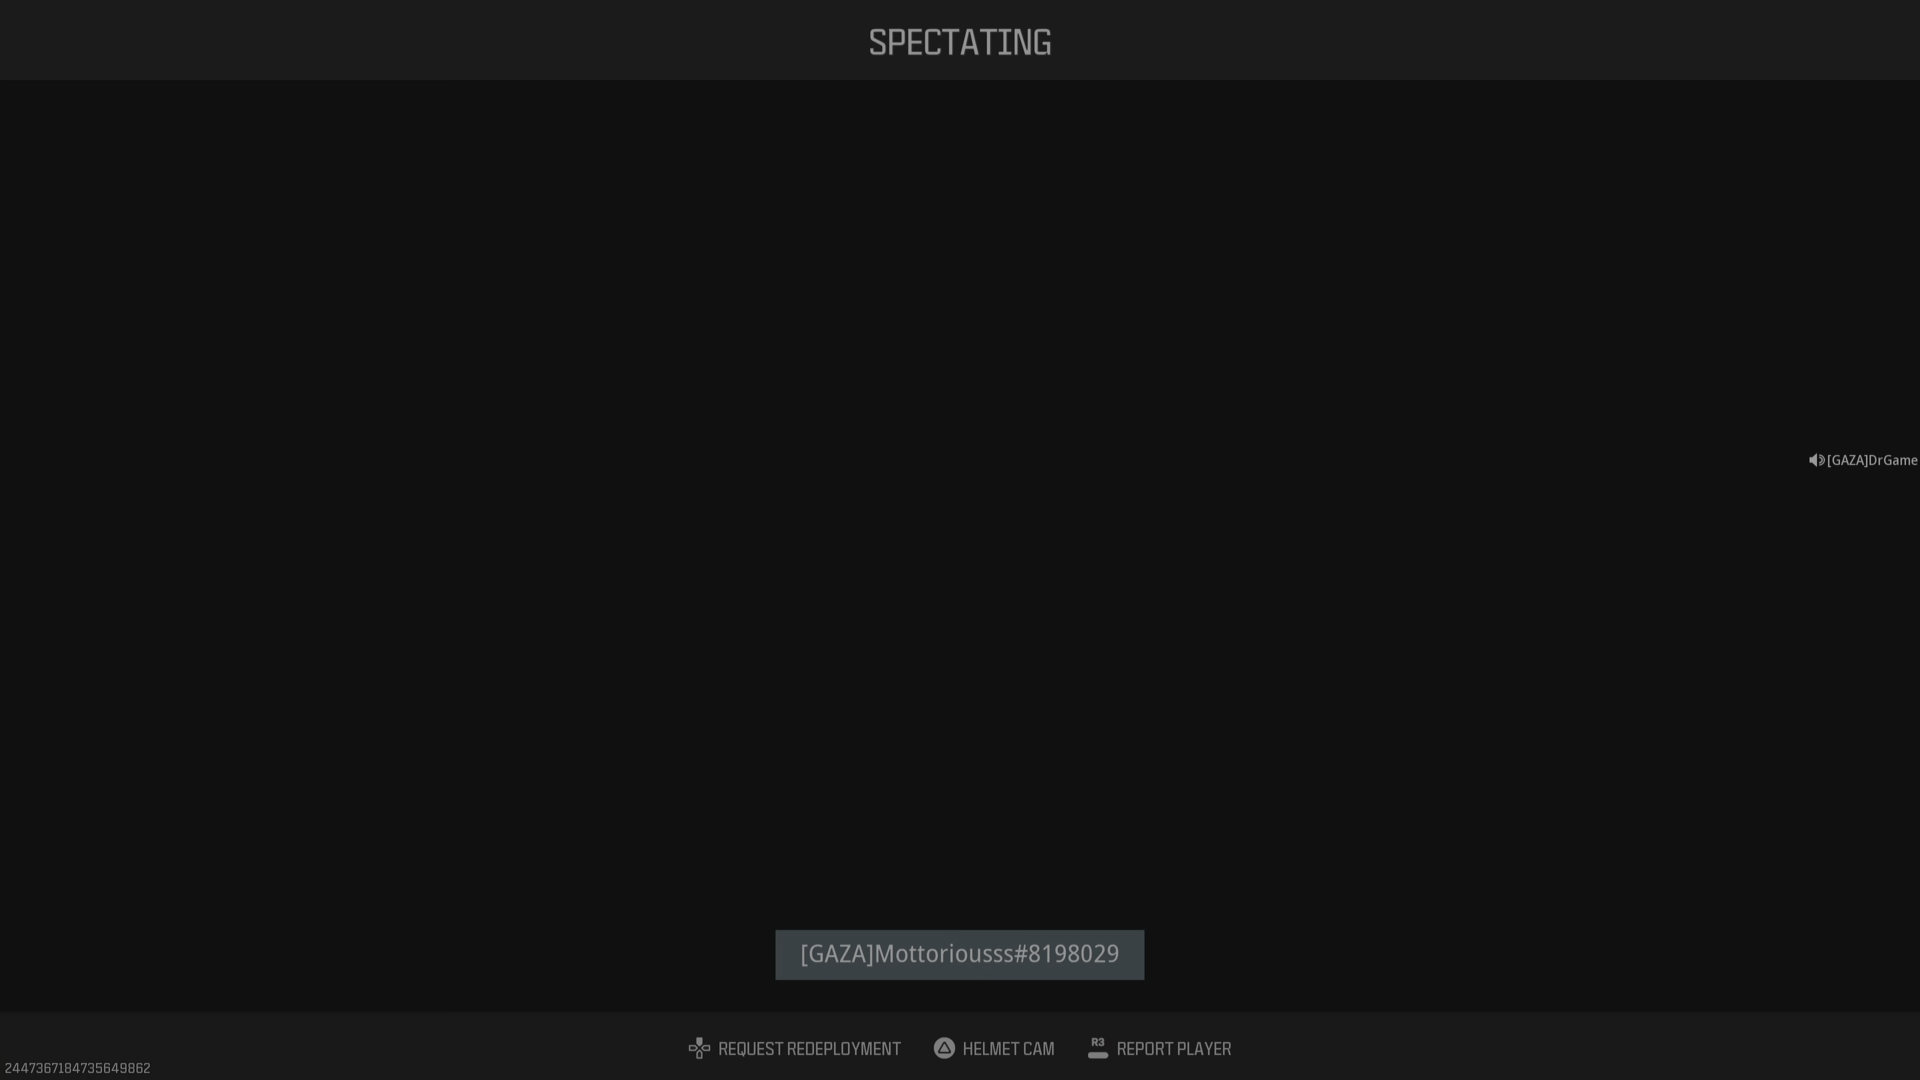 SPECTATING
[GAZA]DrGame
[GAZA]Mottoriousss#8198029
REQUEST REDEPLOYMENT HELMET CAM R3 REPORT PLAYER
2447367184735649862